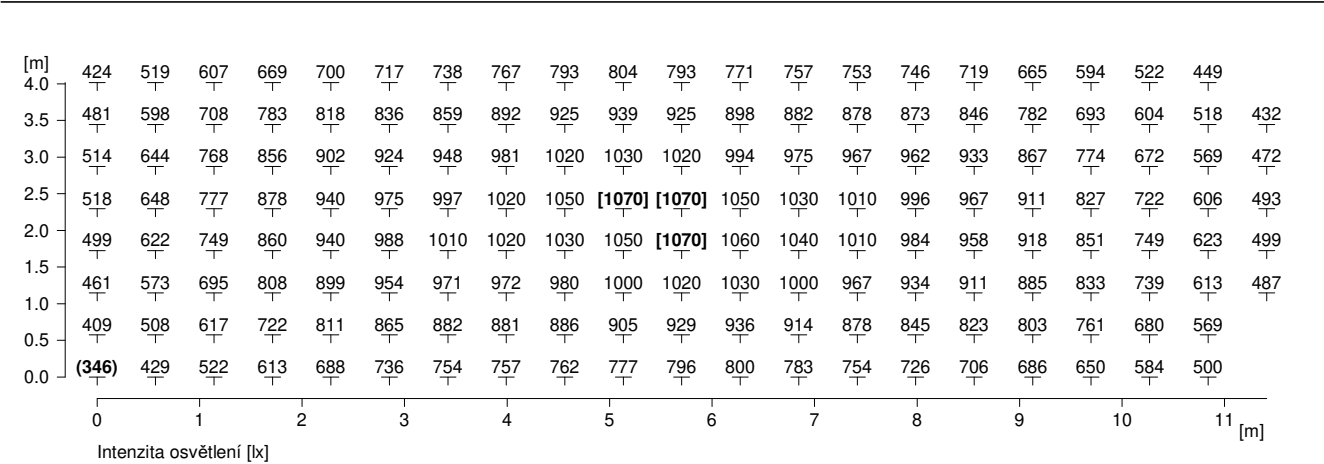 [m]
424 519 607 669 700 717 738 767 793 804 793 771 757 753 746 719 665 594 522 449
4.0
3.5 481 598 708 783 818 836 859 892 925 939 925 898 882 878 873 846 782 693 604 518 432
3.0 514 644 768 856 902 924 948 981 1020 1030 1020 994 975 967 962 933 867 774 672 569 472
2.5 518 648 777 878 940 975 997 1020 1050 [1070] [1070] 1050 1030 1010 996 967 911 827 722 606 493
2.0 499 622 749 860 940 988 1010 1020 1030 1050 [1070] 1060 1040 1010 984 958 918 851 749 623 499
1.5
461 573 695 808 899 954 971 972 980 1000 1020 1030 1000 967 934 911 885 833 739 613 487
1.0
409 508 617 722 811 865 882 881 886 905 929 936 914 878 845 823 803 761 680 569
0.5
0.0 (346) 429 522 613 688 736 754 757 762 777 796 800 783 754 726 706 686 650 584 500
0 1 2 3 4 5 6 7 8 9 10 11 [m]
Intenzita osvětlení [lx]